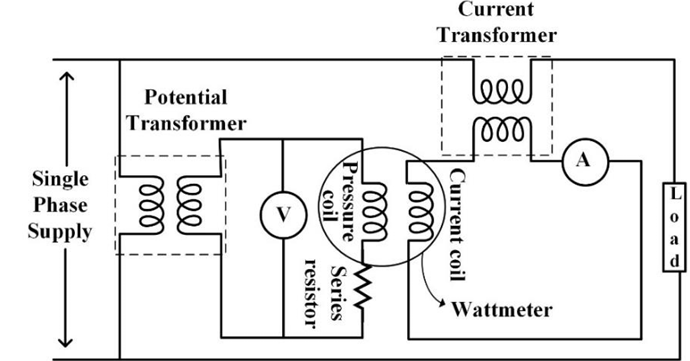 Current
Transformer
Potential
Transformer
Single
Phase
Supply
V
Pressure
coil
Series
resistor
Current coil
Wattmeter
A
Load